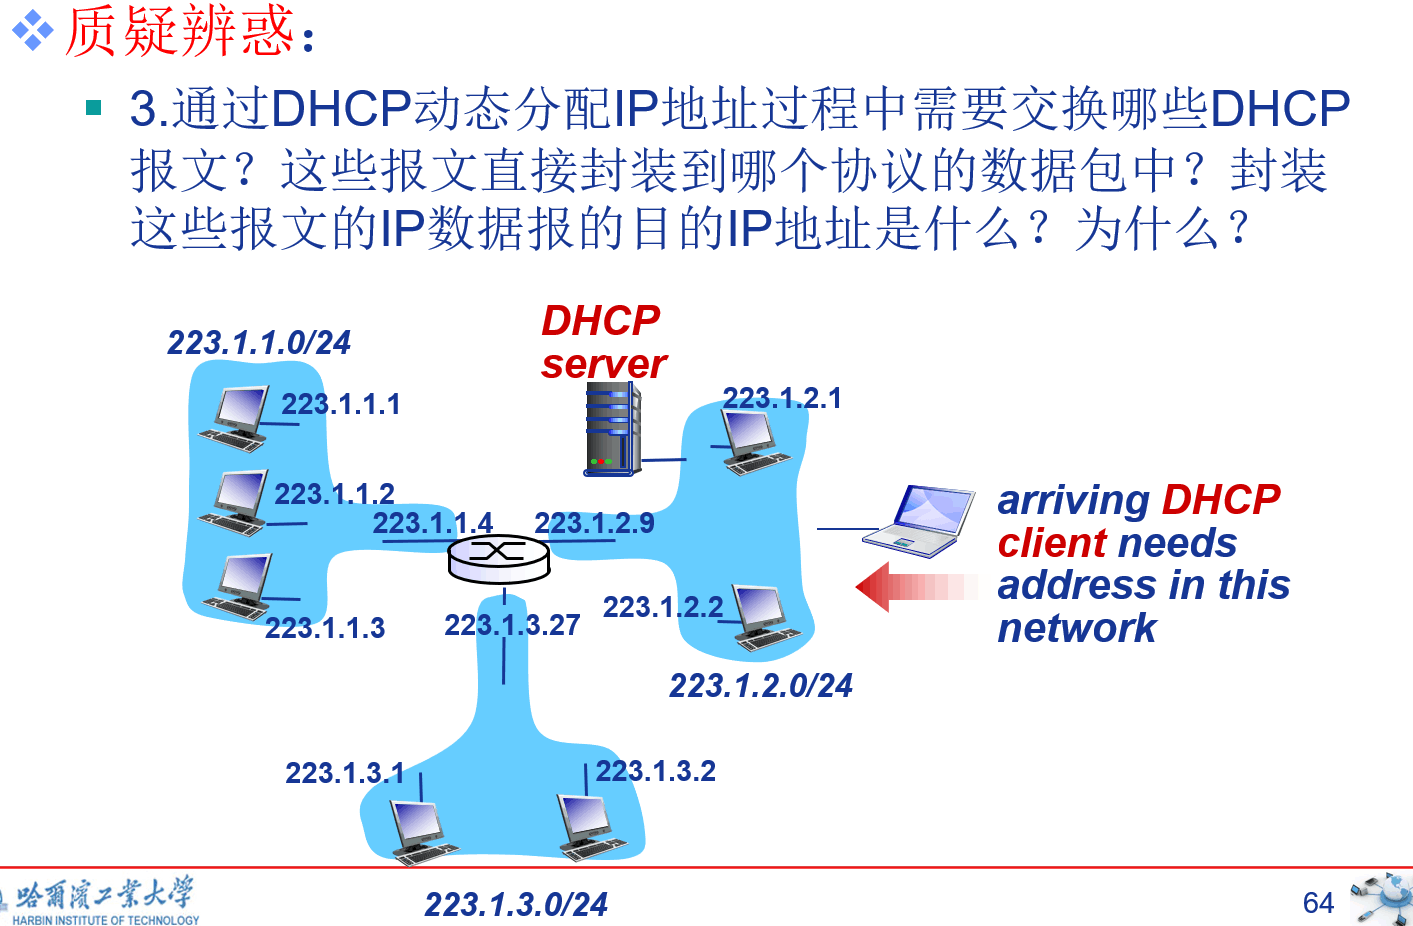 质疑辨惑：
3.通过DHCP动态分配IP地址过程中需要交换哪些DHCP
报文？这些报文直接封装到哪个协议的数据包中？封装
这些报文的IP数据报的目的IP地址是什么？为什么？
DHCP
server
223.1.1.0/24
223.1.1.1
223.1.2.1
223.1.1.2
223.1.1.4
223.1.2.9
arriving DHCP
client needs
address in this
network
223.1.1.3
223.1.3.27
223.1.2.2
223.1.2.0/24
223.1.3.1
223.1.3.2
223.1.3.0/24
哈爾濱工業大學
HARBIN INSTITUTE OF TECHNOLOGY
64